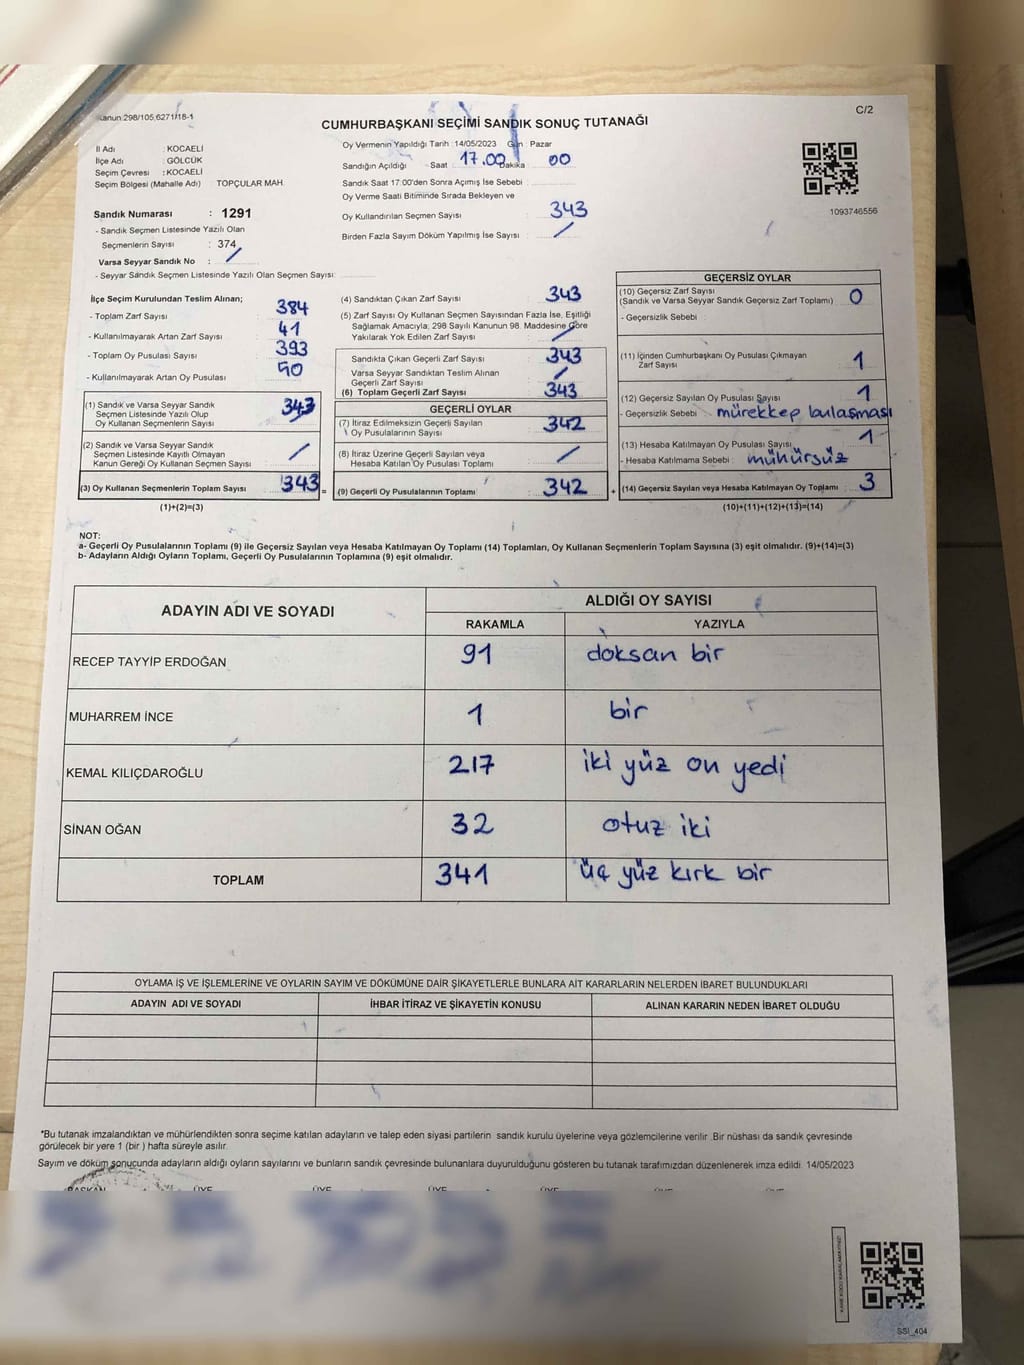 Kanun:298/105,6271/18-1
C/2
CUMHURBAŞKANI SEÇİMİ SANDIK SONUÇ TUTANAĞI
İl Adı : KOCAELİ
İlçe Adı : GÖLCÜK
Seçim Çevresi : KOCAELİ
Seçim Bölgesi (Mahalle Adı) TOPÇULAR MAH.
Sandık Numarası : 1291
- Sandık Seçmen Listesinde Yazılı Olan
Seçmenlerin Sayısı : 374
Varsa Seyyar Sandık No : /
- Seyyar Sandık Seçmen Listesinde Yazılı Olan Seçmen Sayısı:
Oy Vermenin Yapıldığı Tarih :14/05/2023 Gün : Pazar
Sandığın Açıldığı Saat 17.00 Dakika 00
Sandık Saat 17:00'den Sonra Açımış İse Sebebi :
Oy Verme Saati Bitiminde Sırada Bekleyen ve
Oy Kullandırılan Seçmen Sayısı 343
Birden Fazla Sayım Döküm Yapılmış İse Sayısı : /
1093746556
İlçe Seçim Kurulundan Teslim Alınan;
- Toplam Zarf Sayısı 384
- Kullanılmayarak Artan Zarf Sayısı 41
- Toplam Oy Pusulası Sayısı 393
- Kullanılmayarak Artan Oy Pusulası 50
(1) Sandık ve Varsa Seyyar Sandık
Seçmen Listesinde Yazılı Olup
Oy Kullanan Seçmenlerin Sayısı 343
(2) Sandık ve Varsa Seyyar Sandık
Seçmen Listesinde Kayıtlı Olmayan
Kanun Gereği Oy Kullanan Seçmen Sayısı /
(3) Oy Kullanan Seçmenlerin Toplam Sayısı 343 =
(1)+(2)=(3)
(4) Sandıktan Çıkan Zarf Sayısı 343
(5) Zarf Sayısı Oy Kullanan Seçmen Sayısından Fazla İse, Eşitliği
Sağlamak Amacıyla; 298 Sayılı Kanunun 98. Maddesine Göre
Yakılarak Yok Edilen Zarf Sayısı /
Sandıkta Çıkan Geçerli Zarf Sayısı 343
Varsa Seyyar Sandıktan Teslim Alınan
Geçerli Zarf Sayısı /
(6) Toplam Geçerli Zarf Sayısı 343
GEÇERLİ OYLAR
(7) İtiraz Edilmeksizin Geçerli Sayılan
Oy Pusulalarının Sayısı 342
(8) İtiraz Üzerine Geçerli Sayılan veya
Hesaba Katılan Oy Pusulası Toplamı /
(9) Geçerli Oy Pusulalarının Toplamı 342 +
GEÇERSİZ OYLAR
(10) Geçersiz Zarf Sayısı
(Sandık ve Varsa Seyyar Sandık Geçersiz Zarf Toplamı) 0
- Geçersizlik Sebebi
(11) İçinden Cumhurbaşkanı Oy Pusulası Çıkmayan
Zarf Sayısı 1
(12) Geçersiz Sayılan Oy Pusulası Sayısı 1
- Geçersizlik Sebebi mürekkep bulaşması
(13) Hesaba Katılmayan Oy Pusulası Sayısı 1
- Hesaba Katılmama Sebebi : mühürsüz
(14) Geçersiz Sayılan veya Hesaba Katılmayan Oy Toplamı 3
(10)+(11)+(12)+(13)=(14)
NOT:
a- Geçerli Oy Pusulalarının Toplamı (9) ile Geçersiz Sayılan veya Hesaba Katılmayan Oy Toplamı (14) Toplamları, Oy Kullanan Seçmenlerin Toplam Sayısına (3) eşit olmalıdır. (9)+(14)=(3)
b- Adayların Aldığı Oyların Toplamı, Geçerli Oy Pusulalarının Toplamına (9) eşit olmalıdır.
ADAYIN ADI VE SOYADI ALDIĞI OY SAYISI
RAKAMLA YAZIYLA
RECEP TAYYİP ERDOĞAN 91 doksan bir
MUHARREM İNCE 1 bir
KEMAL KILIÇDAROĞLU 217 iki yüz on yedi
SİNAN OĞAN 32 otuz iki
TOPLAM 341 üç yüz kırk bir
OYLAMA İŞ VE İŞLEMLERİNE VE OYLARIN SAYIM VE DÖKÜMÜNE DAİR ŞİKAYETLERLE BUNLARA AİT KARARLARIN NELERDEN İBARET BULUNDUKLARI
ADAYIN ADI VE SOYADI İHBAR İTİRAZ VE ŞİKAYETİN KONUSU ALINAN KARARIN NEDEN İBARET OLDUĞU
*Bu tutanak imzalandıktan ve mühürlendikten sonra seçime katılan adayların ve talep eden siyasi partilerin sandık kurulu üyelerine veya gözlemcilerine verilir .Bir nüshası da sandık çevresinde
görülecek bir yere 1 (bir ) hafta süreyle asılır.
Sayım ve döküm sonucunda adayların aldığı oyların sayılarını ve bunların sandık çevresinde bulunanlara duyurulduğunu gösteren bu tutanak tarafımızdan düzenlenerek imza edildi. 14/05/2023
BAŞKAN ÜYE ÜYE ÜYE ÜYE ÜYE ÜYE
SSİ_404